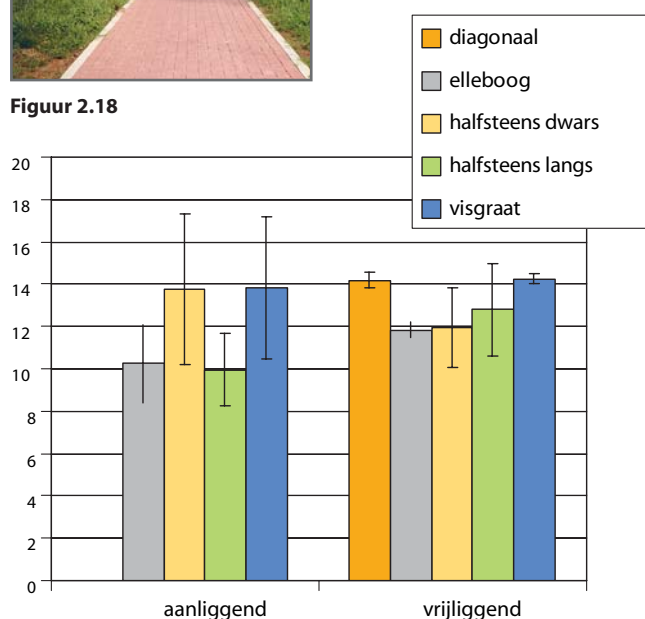 Figuur 2.18
diagonaal
elleboog
halfsteens dwars
halfsteens langs
visgraat
20
18
16
14
12
10
8
6
4
2
0
aanliggend vrijliggend